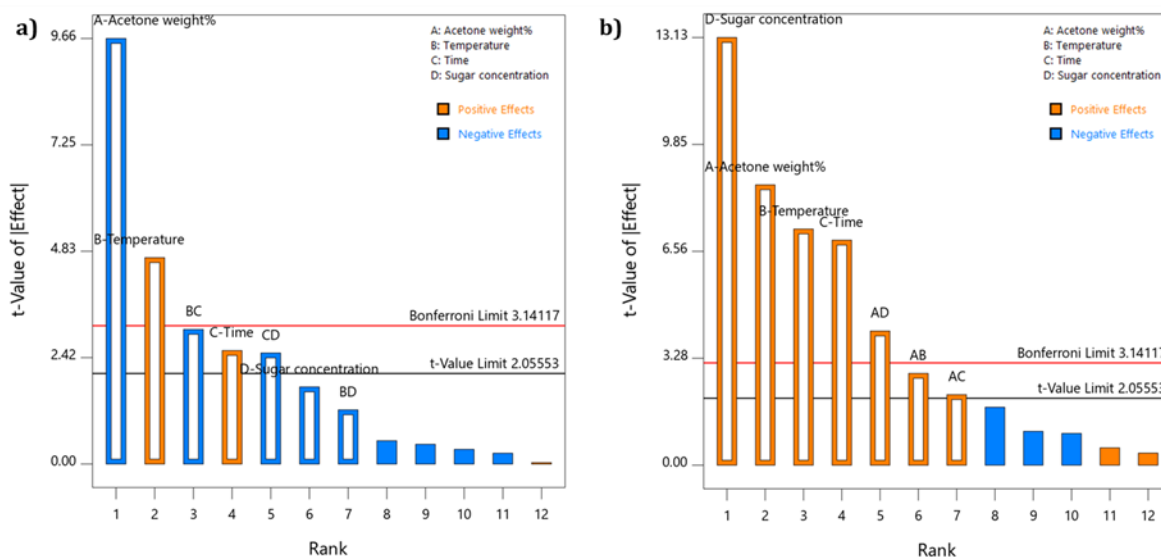 a)
A-Acetone weight%
A: Acetone weight%
B: Temperature
C: Time
D: Sugar concentration
Positive Effects
Negative Effects
9.66
7.25
4.83
2.42
0.00
t-Value of |Effect|
B-Temperature
BC
C-Time
CD
D-Sugar concentration
BD
Bonferroni Limit 3.14117
t-Value Limit 2.05553
1 2 3 4 5 6 7 8 9 10 11 12
Rank
b)
D-Sugar concentration
A: Acetone weight%
B: Temperature
C: Time
D: Sugar concentration
Positive Effects
Negative Effects
13.13
9.85
6.56
3.28
0.00
t-Value of |Effect|
A-Acetone weight%
B-Temperature
C-Time
AD
AB
AC
Bonferroni Limit 3.14117
t-Value Limit 2.05553
1 2 3 4 5 6 7 8 9 10 11 12
Rank